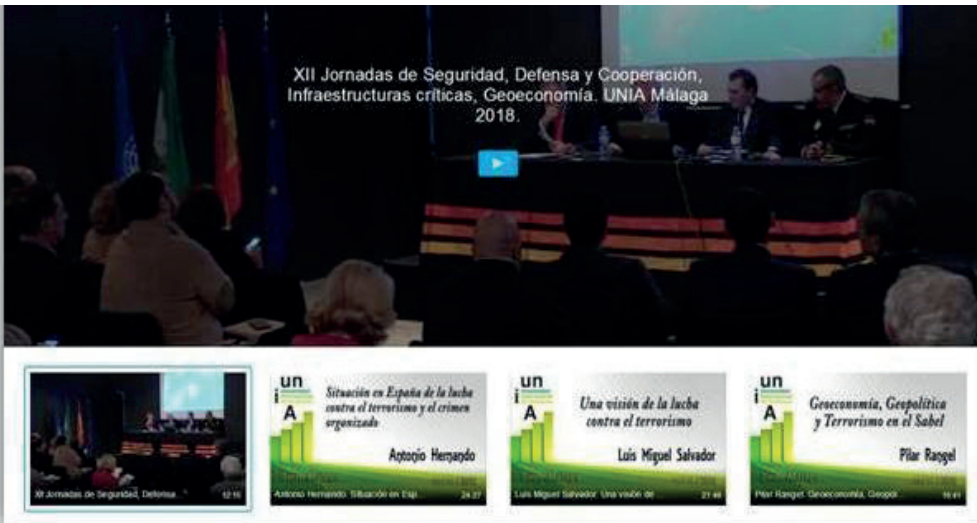 XII Jornadas de Seguridad, Defensa y Cooperación,
Infraestructuras críticas, Geoeconomía. UNIA Málaga
2018.
XII Jornadas de Seguridad, Defensa
12:15
un
i
A
Situación en España de la lucha
contra el terrorismo y el crimen
organizado
Antonio Hernando
Antonio Hernando. Situación en Esp
24:27
un
i
A
Una visión de la lucha
contra el terrorismo
Luis Miguel Salvador
Luis Miguel Salvador. Una visión de
21:46
un
i
A
Geoeconomía, Geopolítica
y Terrorismo en el Sahel
Pilar Rangel
Pilar Rangel. Geoeconomía, Geopol